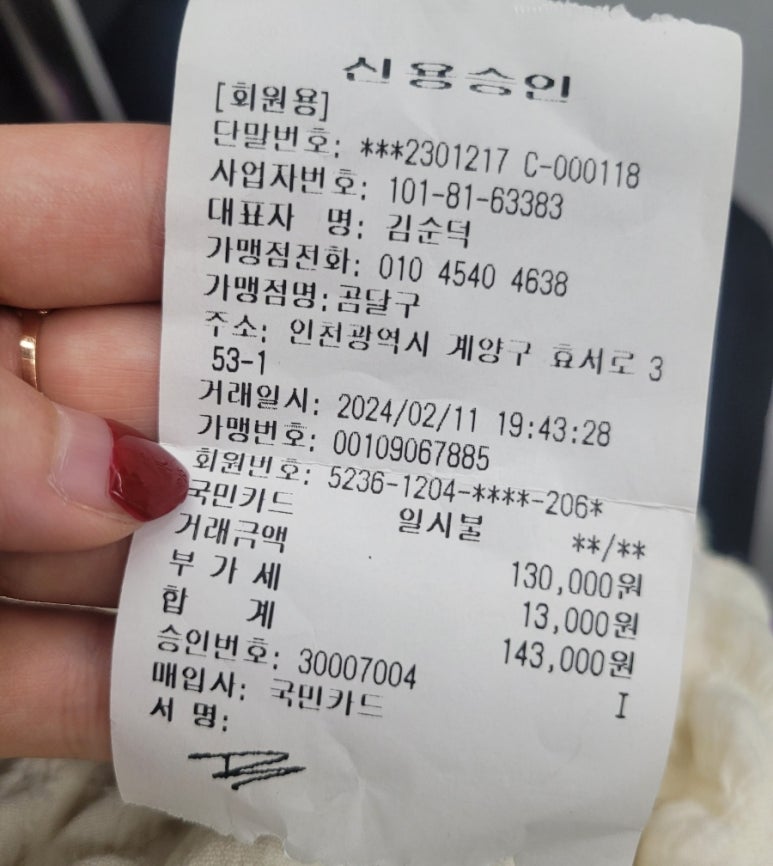 신용승인
[회원용]
단말번호: ***2301217 C-000118
사업자번호: 101-81-63383
대표자 명: 김순덕
가맹점전화: 010 4540 4638
가맹점명: 곰달구
주소: 인천광역시 계양구 효서로 3
53-1
거래일시: 2024/02/11 19:43:28
가맹번호: 00109067885
회원번호: 5236-1204-****-206*
국민카드 일시불 **/**
거래금액 130,000원
부 가 세 13,000원
합 계 143,000원
승인번호: 30007004 I
매입사: 국민카드
서 명: